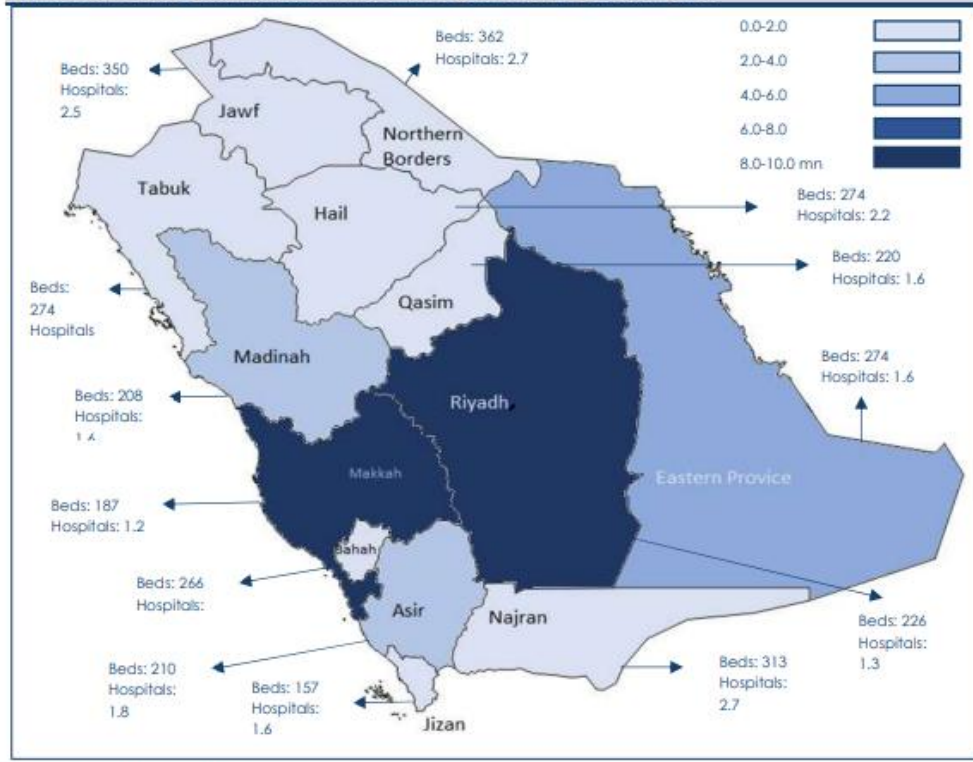 0.0-2.0
2.0-4.0
4.0-6.0
6.0-8.0
8.0-10.0 mn
Beds: 362
Hospitals: 2.7
Beds: 350
Hospitals:
2.5
Jawf
Northern
Borders
Tabuk
Hail
Beds: 274
Hospitals: 2.2
Beds: 220
Hospitals: 1.6
Qasim
Beds:
274
Hospitals
Madinah
Beds: 274
Hospitals: 1.6
Beds: 208
Hospitals:
Riyadh
Makkah
Eastern Provice
Beds: 187
Hospitals: 1.2
Bahah
Beds: 266
Hospitals:
Asir
Najran
Beds: 226
Hospitals:
1.3
Beds: 210
Hospitals:
1.8
Beds: 157
Hospitals:
1.6
Beds: 313
Hospitals:
2.7
Jizan